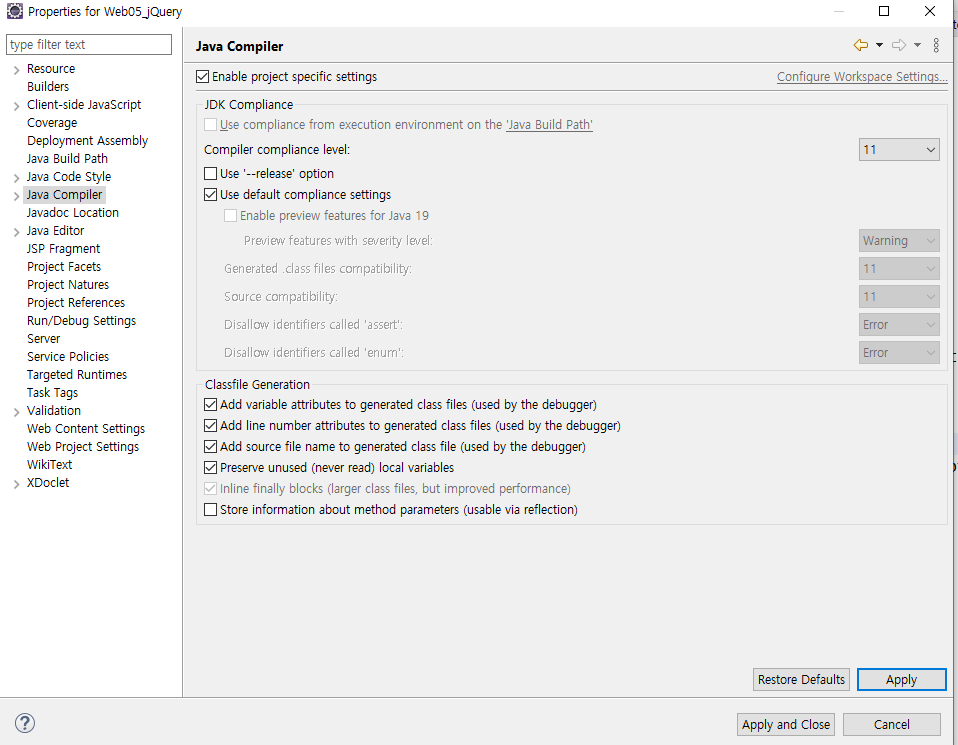 Properties for Web05_jQuery
type filter text
Resource
Builders
Client-side JavaScript
Coverage
Deployment Assembly
Java Build Path
Java Code Style
Java Compiler
Javadoc Location
Java Editor
JSP Fragment
Project Facets
Project Natures
Project References
Run/Debug Settings
Server
Service Policies
Targeted Runtimes
Task Tags
Validation
Web Content Settings
Web Project Settings
WikiText
XDoclet
Java Compiler
Enable project specific settings
Configure Workspace Settings...
JDK Compliance
Use compliance from execution environment on the 'Java Build Path'
Compiler compliance level: 11
Use '--release' option
Use default compliance settings
Enable preview features for Java 19
Preview features with severity level: Warning
Generated .class files compatibility: 11
Source compatibility: 11
Disallow identifiers called 'assert': Error
Disallow identifiers called 'enum': Error
Classfile Generation
Add variable attributes to generated class files (used by the debugger)
Add line number attributes to generated class files (used by the debugger)
Add source file name to generated class file (used by the debugger)
Preserve unused (never read) local variables
Inline finally blocks (larger class files, but improved performance)
Store information about method parameters (usable via reflection)
Restore Defaults
Apply
?
Apply and Close
Cancel